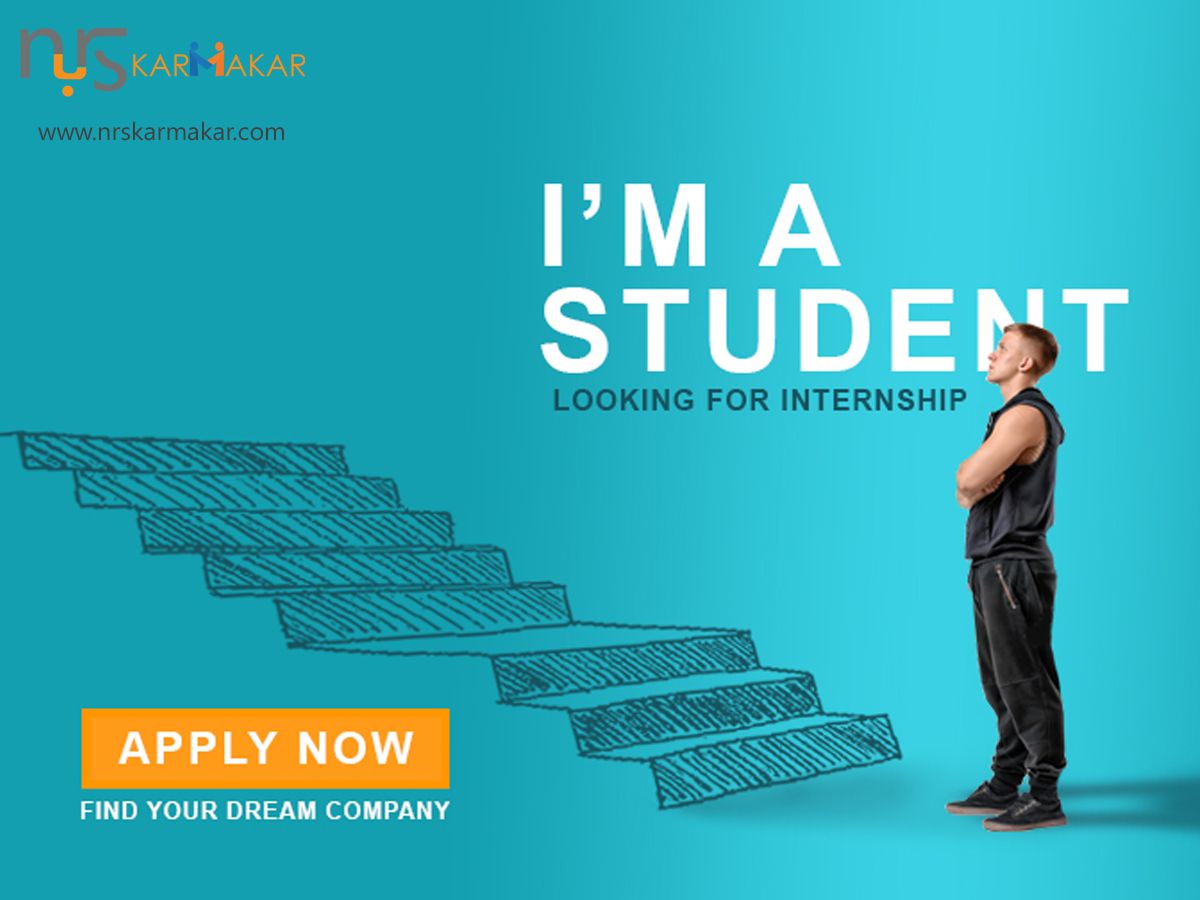 nrs KARMAKAR
www.nrskarmakar.com
I'M A
STUDENT
LOOKING FOR INTERNSHIP
APPLY NOW
FIND YOUR DREAM COMPANY